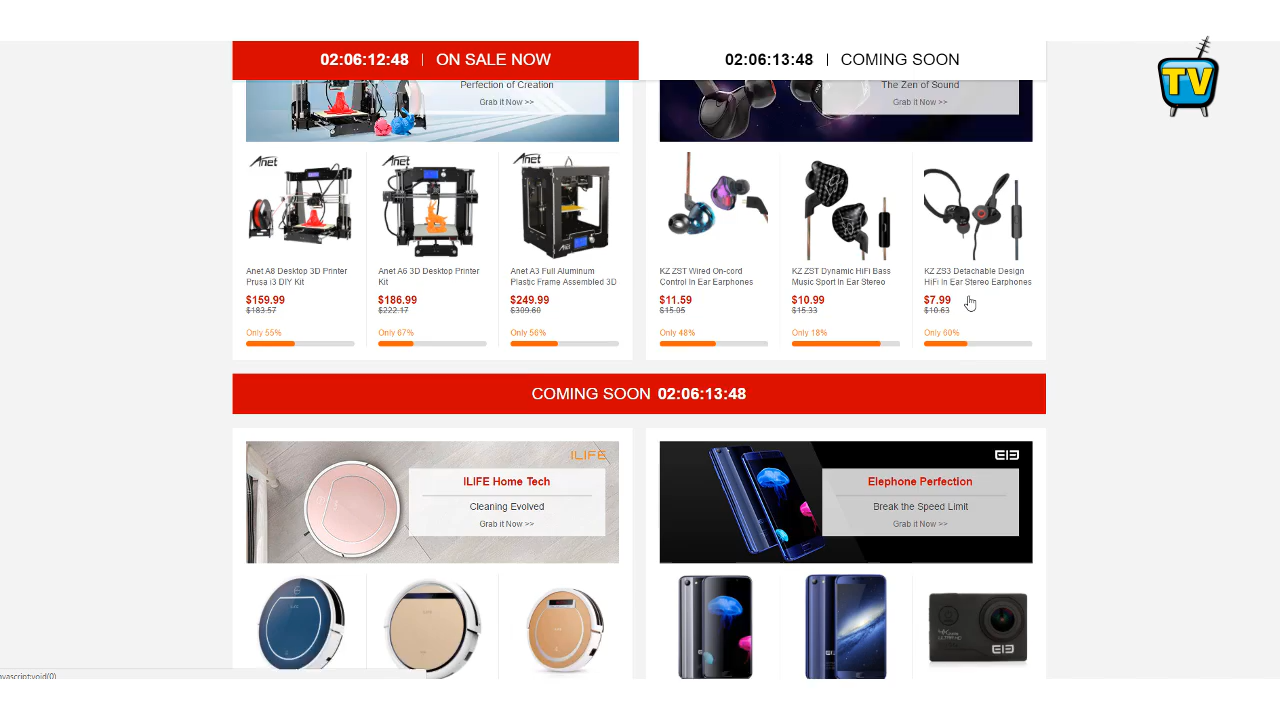 02:06:12:48 | ON SALE NOW
02:06:13:48 | COMING SOON
TV
Perfection of Creation
Grab it Now >>
The Zen of Sound
Grab it Now >>
Anet
Anet
Anet
Anet A8 Desktop 3D Printer
Prusa i3 DIY Kit
$159.99
$183.57
Only 55%
Anet A6 3D Desktop Printer
Kit
$186.99
$222.17
Only 67%
Anet A3 Full Aluminum
Plastic Frame Assembled 3D
$249.99
$309.60
Only 56%
KZ ZST Wired On-cord
Control In Ear Earphones
$11.59
$15.05
Only 48%
KZ ZST Dynamic HiFi Bass
Music Sport In Ear Stereo
$10.99
$15.33
Only 18%
KZ ZS3 Detachable Design
HiFi In Ear Stereo Earphones
$7.99
$10.63
Only 60%
COMING SOON 02:06:13:48
ILIFE
ILIFE Home Tech
Cleaning Evolved
Grab it Now >>
Elephone Perfection
Break the Speed Limit
Grab it Now >>
avascript:void(0)